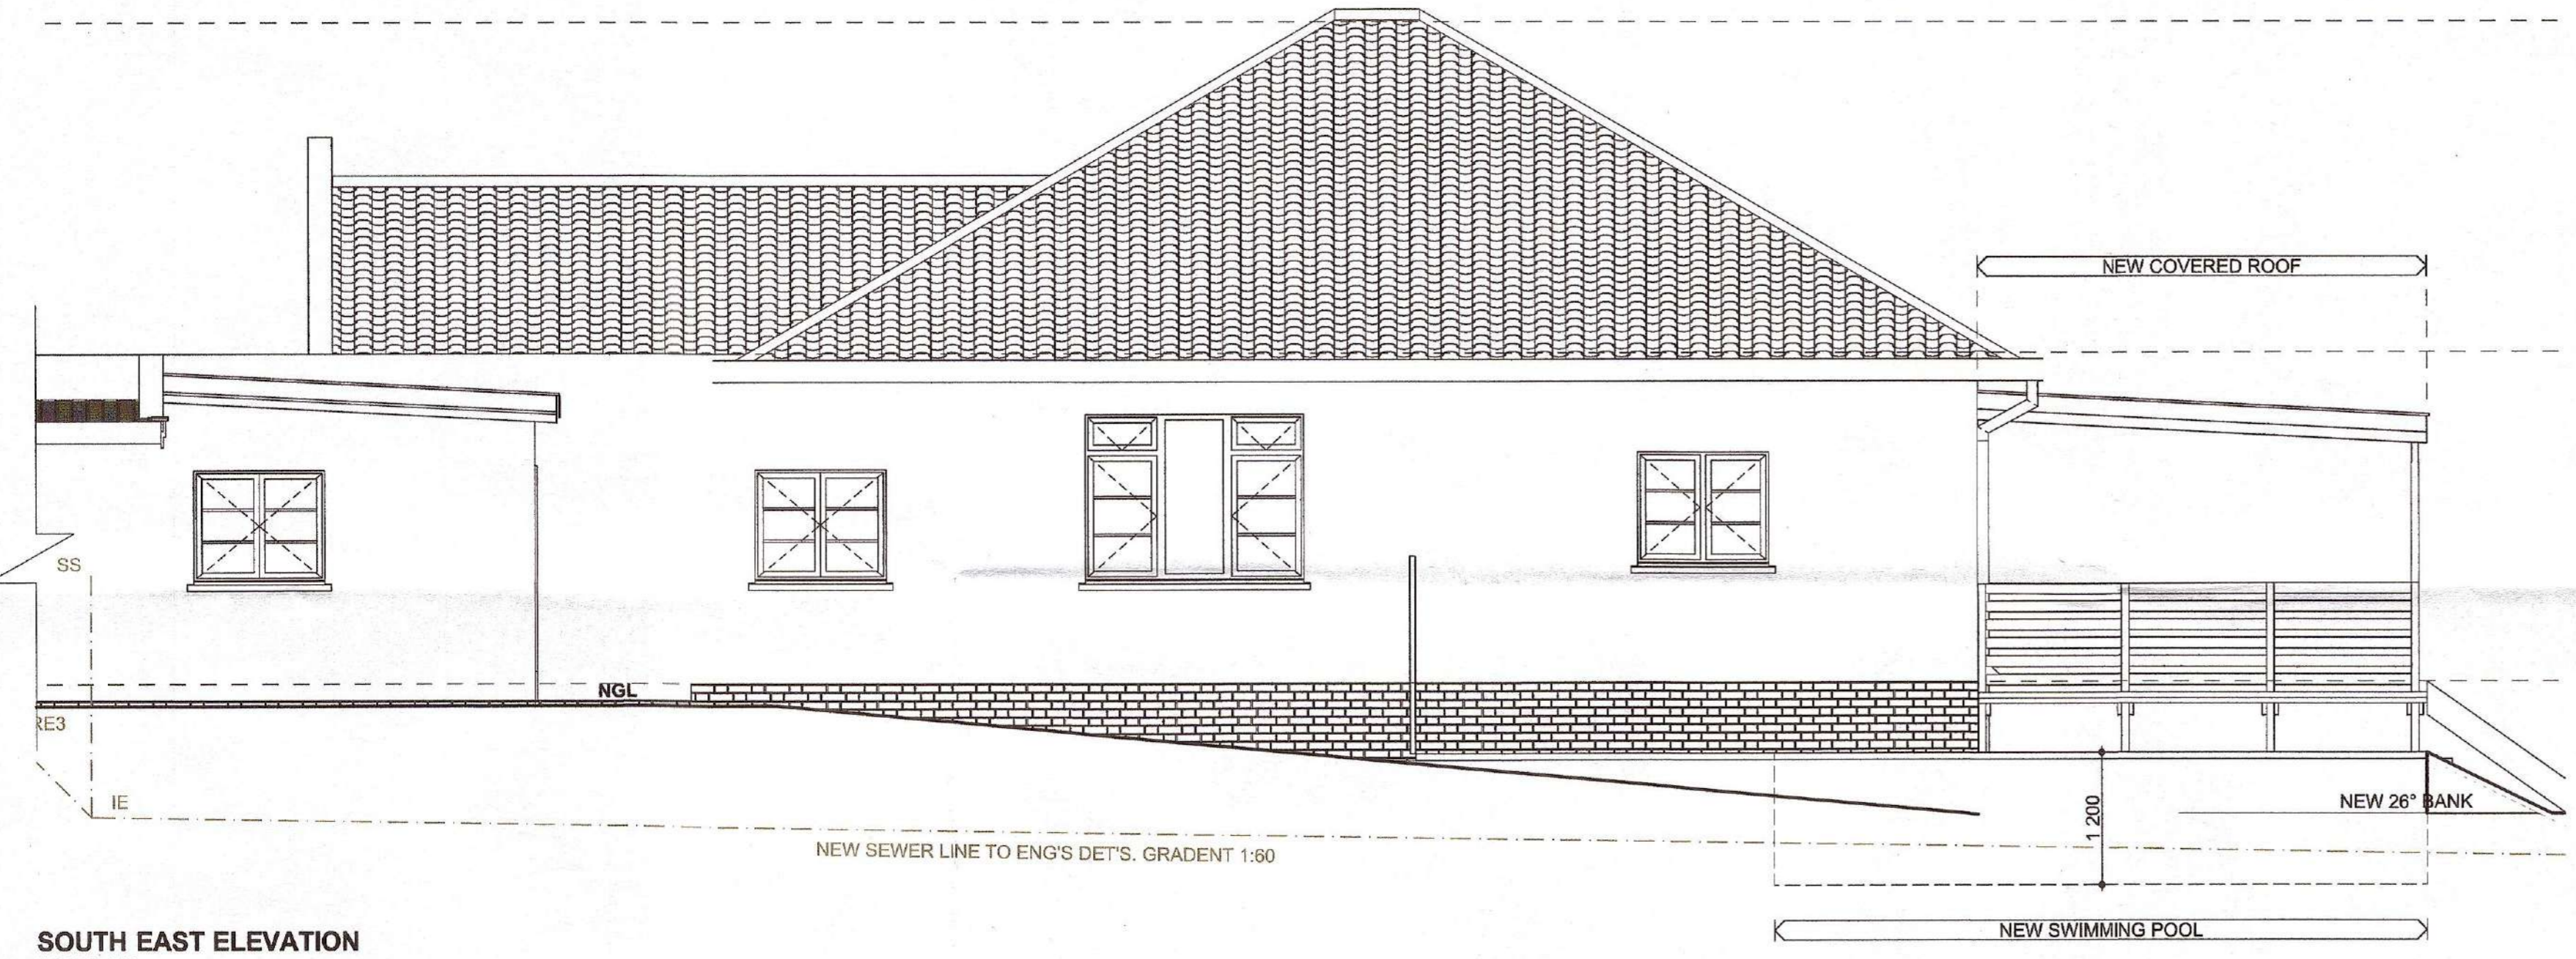 NEW COVERED ROOF
SS
NGL
RE3
IE
1 200
NEW 26° BANK
NEW SEWER LINE TO ENG'S DET'S. GRADENT 1:60
NEW SWIMMING POOL
SOUTH EAST ELEVATION